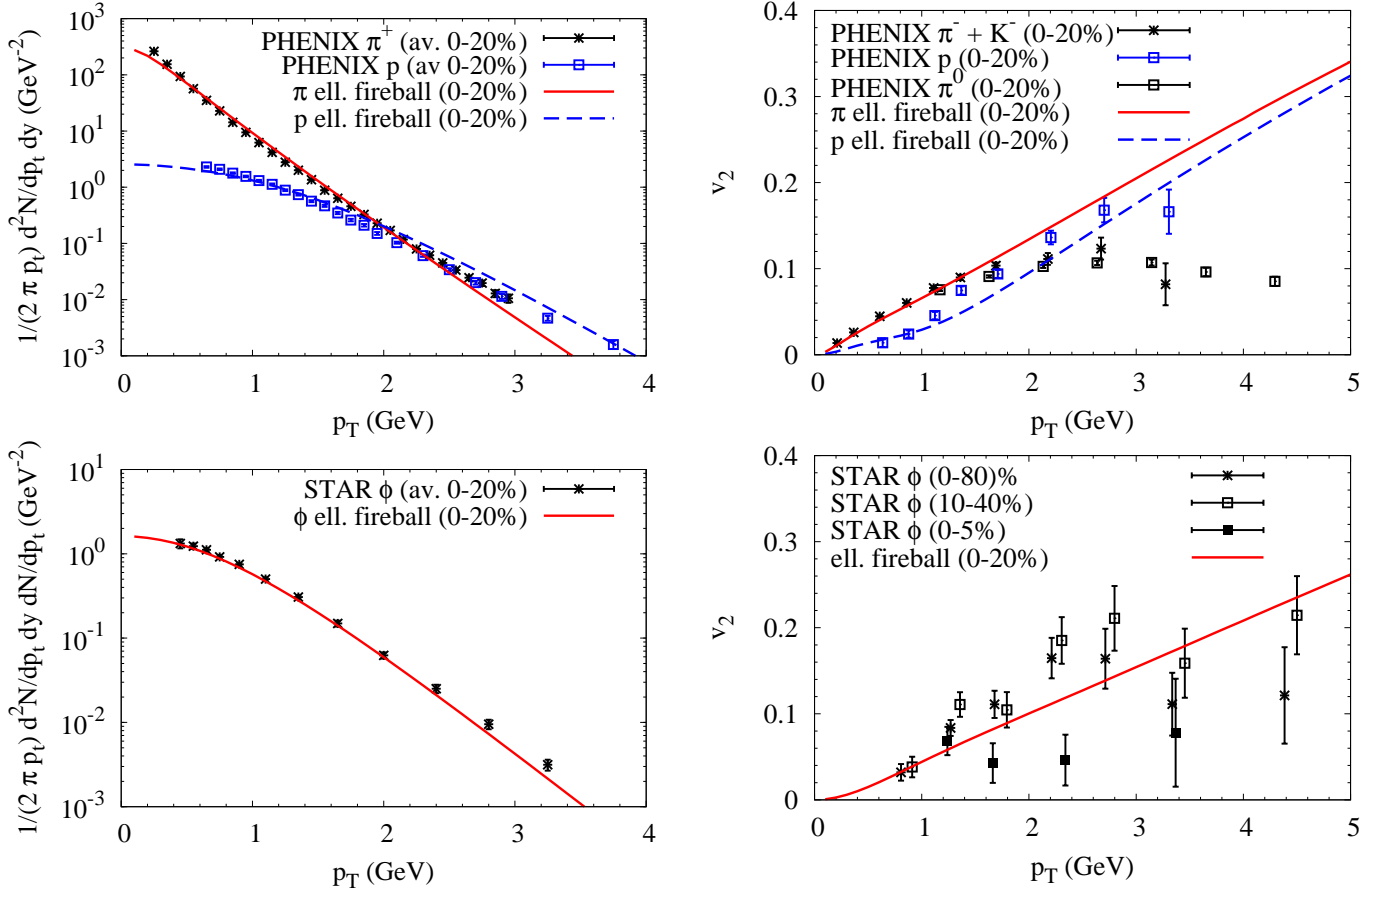 1/(2 π p_t) d^2N/dp_t dy (GeV^-2)
10^3
10^2
10^1
10^0
10^-1
10^-2
10^-3
0 1 2 3 4
p_T (GeV)
PHENIX π^+ (av. 0-20%)
PHENIX p (av 0-20%)
π ell. fireball (0-20%)
p ell. fireball (0-20%)
v_2
0.4
0.3
0.2
0.1
0
0 1 2 3 4 5
p_T (GeV)
PHENIX π^- + K^- (0-20%)
PHENIX p (0-20%)
PHENIX π^0 (0-20%)
π ell. fireball (0-20%)
p ell. fireball (0-20%)
1/(2 π p_t) d^2N/dp_t dy dN/dp_t (GeV^-2)
10^1
10^0
10^-1
10^-2
10^-3
0 1 2 3 4
p_T (GeV)
STAR ϕ (av. 0-20%)
ϕ ell. fireball (0-20%)
v_2
0.4
0.3
0.2
0.1
0
0 1 2 3 4 5
p_T (GeV)
STAR ϕ (0-80)%
STAR ϕ (10-40%)
STAR ϕ (0-5%)
ell. fireball (0-20%)